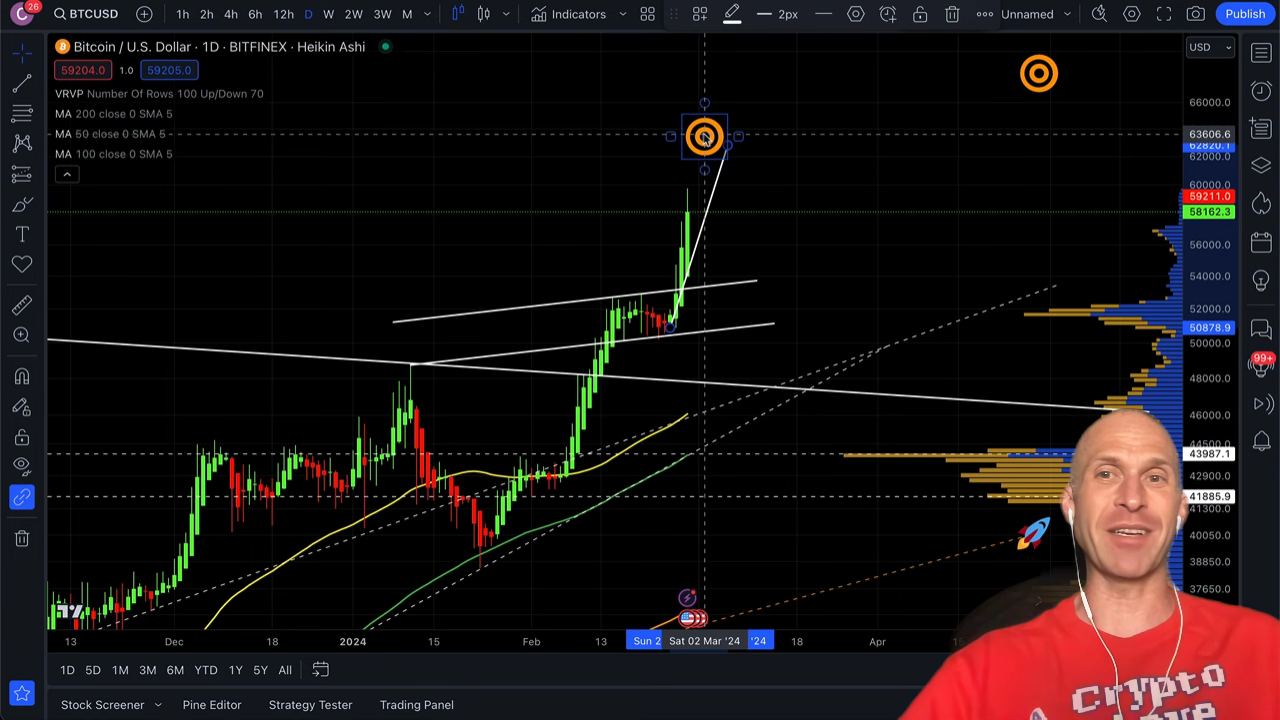 C 26 BTCUSD 1h 2h 4h 6h 12h D W 2W 3W M Indicators 2px Unnamed Publish
Bitcoin / U.S. Dollar · 1D · BITFINEX · Heikin Ashi
USD
59204.0 1.0 59205.0
VRVP Number Of Rows 100 Up/Down 70
MA 200 close 0 SMA 5
MA 50 close 0 SMA 5
MA 100 close 0 SMA 5
66000.0
63606.6
62820.1
62000.0
60000.0
59211.0
58162.3
56000.0
54000.0
52000.0
50878.9
50000.0
48000.0
46000.0
44500.0
43987.1
42900.0
41885.9
41300.0
40050.0
38850.0
37650.0
99+
13 Dec 18 2024 15 Feb 13 Sun 2 Sat 02 Mar '24 '24 18 Apr
1D 5D 1M 3M 6M YTD 1Y 5Y All
Stock Screener Pine Editor Strategy Tester Trading Panel
Crypto